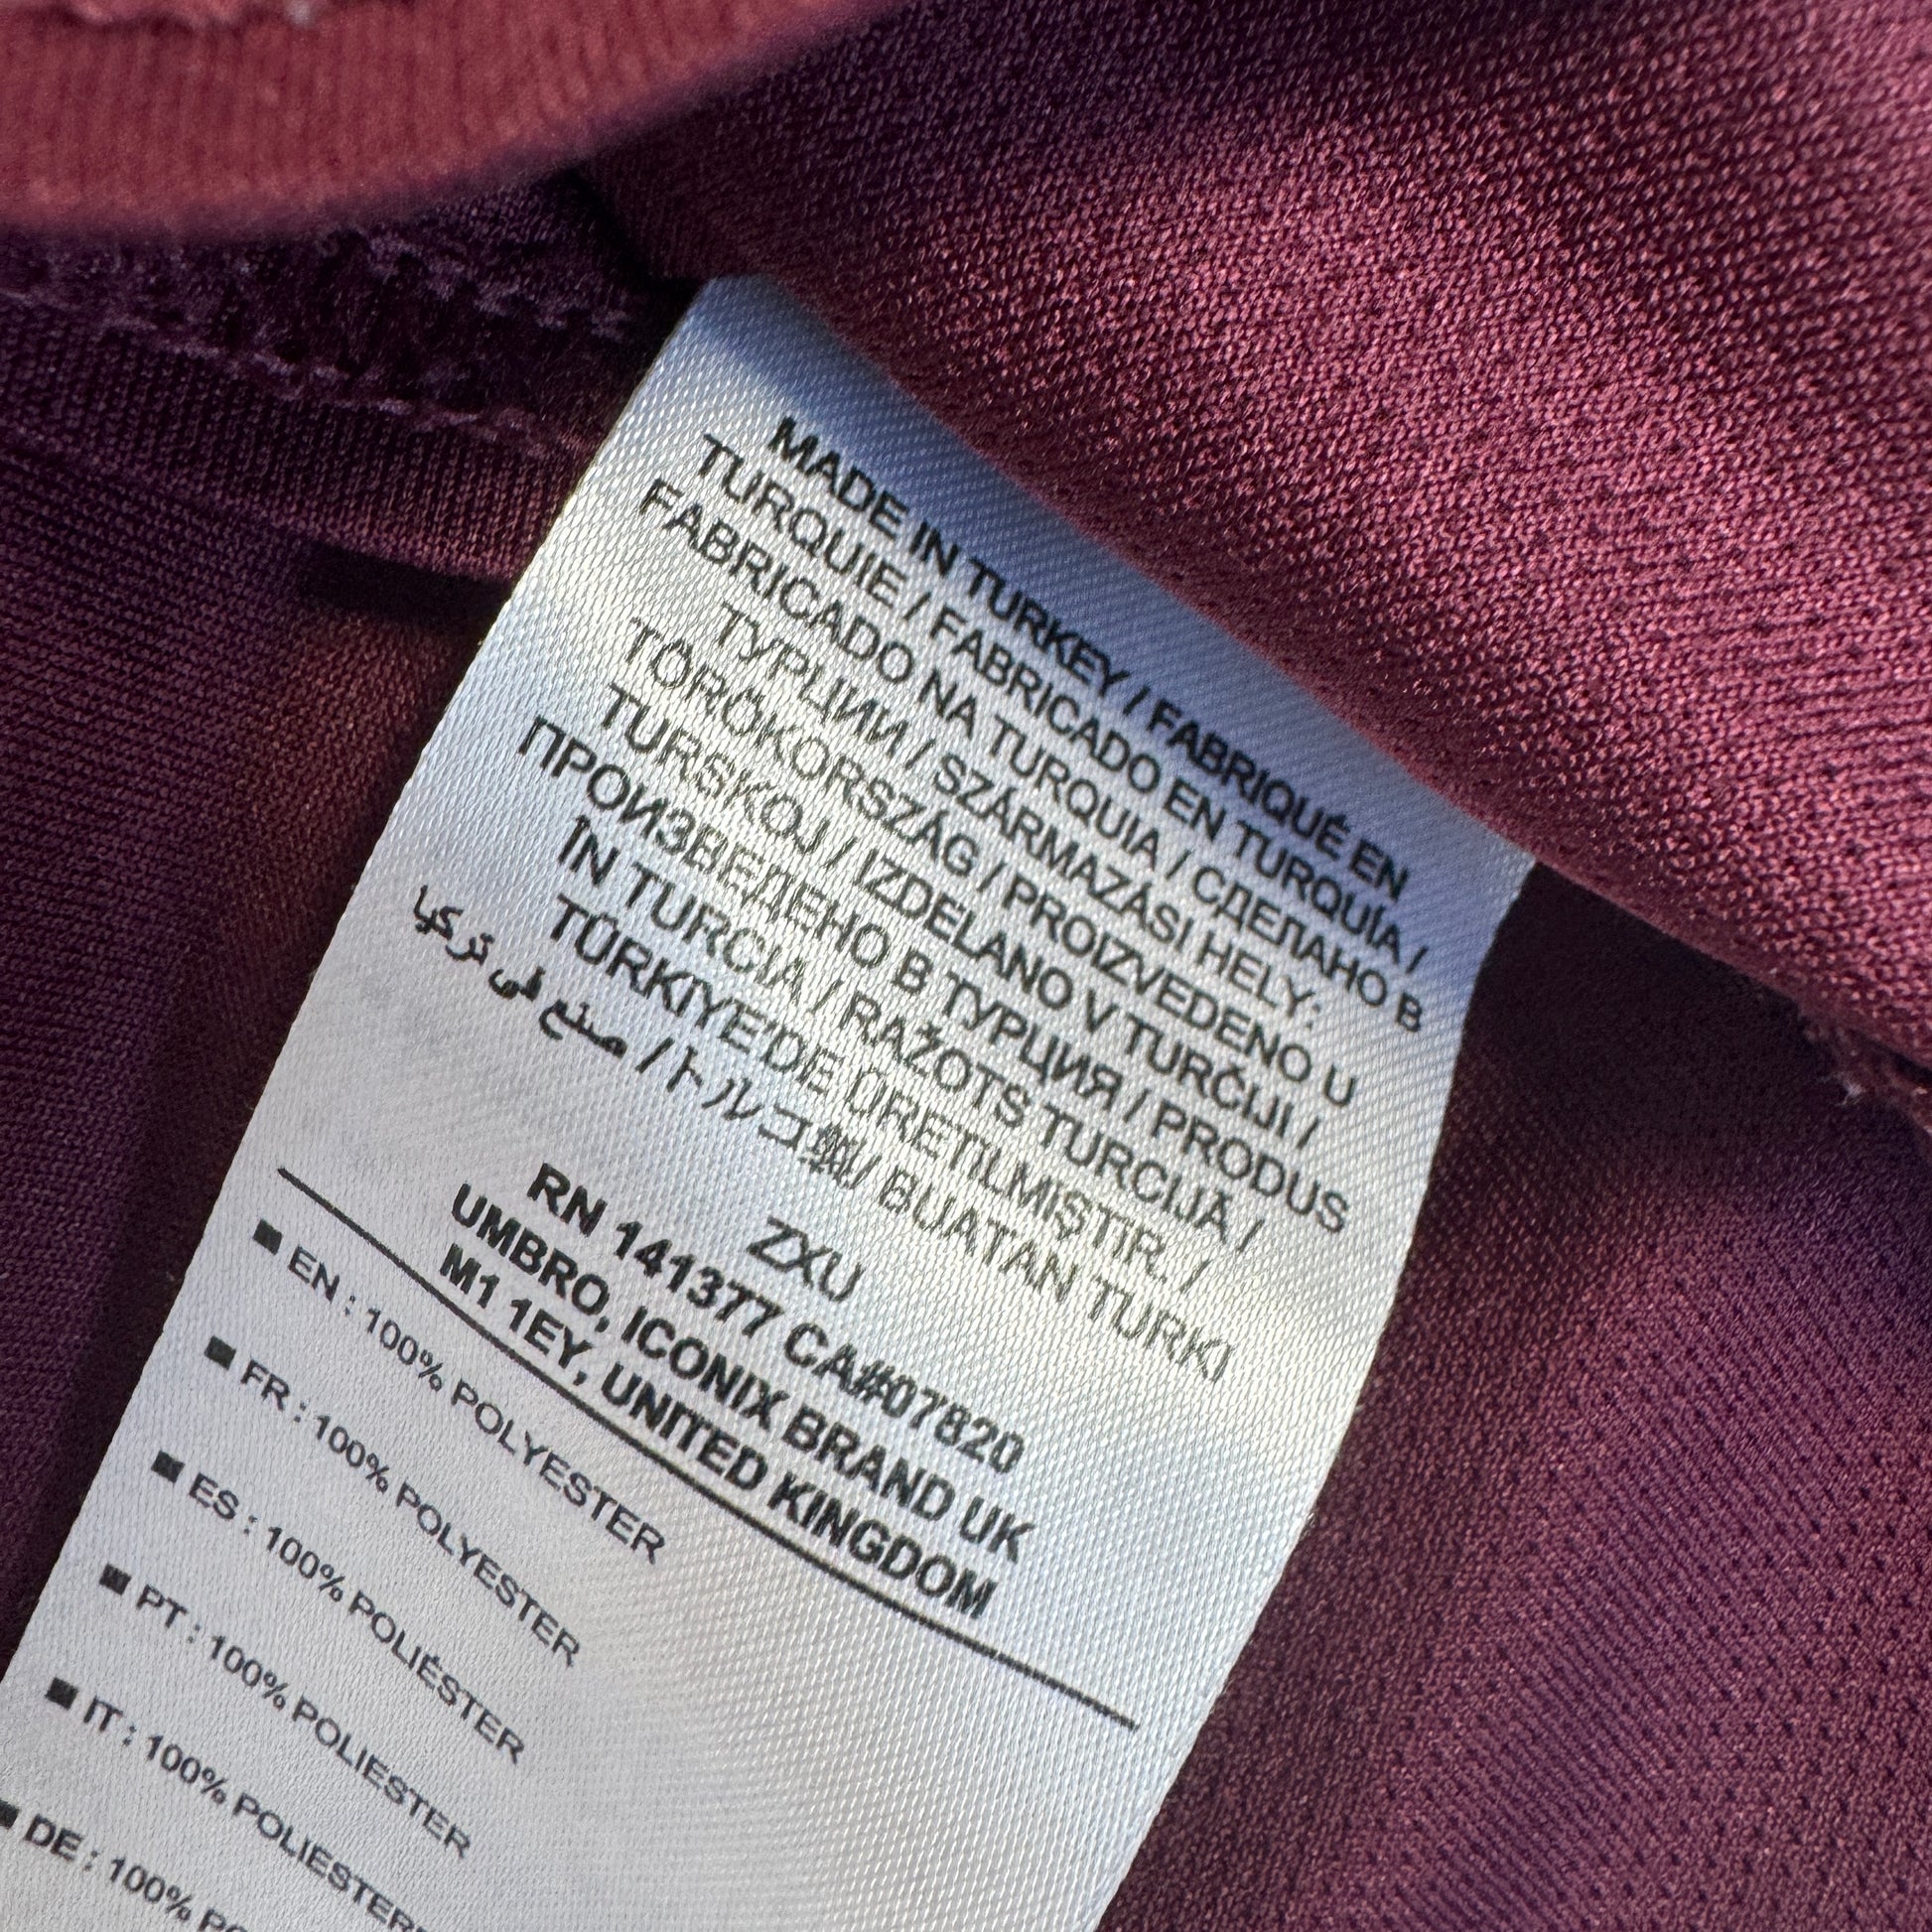 MADE IN TURKEY / FABRIQUÉ EN
TURQUIE / FABRICADO EN TURQUÍA /
FABRICADO NA TURQUIA / СДЕЛАНО В
ТУРЦИИ / SZÁRMAZÁSI HELY:
TÖRÖKORSZÁG / PROIZVEDENO U
TURSKOJ / IZDELANO V TURČIJI /
ПРОИЗВЕДЕНО В ТУРЦИЯ / PRODUS
ÎN TURCIA / RAŽOTS TURCIJĀ /
TÜRKIYE'DE ÜRETILMIŞTIR. /
صنع في تركيا / トルコ製/ BUATAN TURKI
ZXU
RN 141377 CA#07820
UMBRO, ICONIX BRAND UK
M1 1EY, UNITED KINGDOM
■ EN : 100% POLYESTER
■ FR : 100% POLYESTER
■ ES : 100% POLIÉSTER
■ PT : 100% POLIESTER
■ IT : 100% POLIESTERE
■ DE : 100%